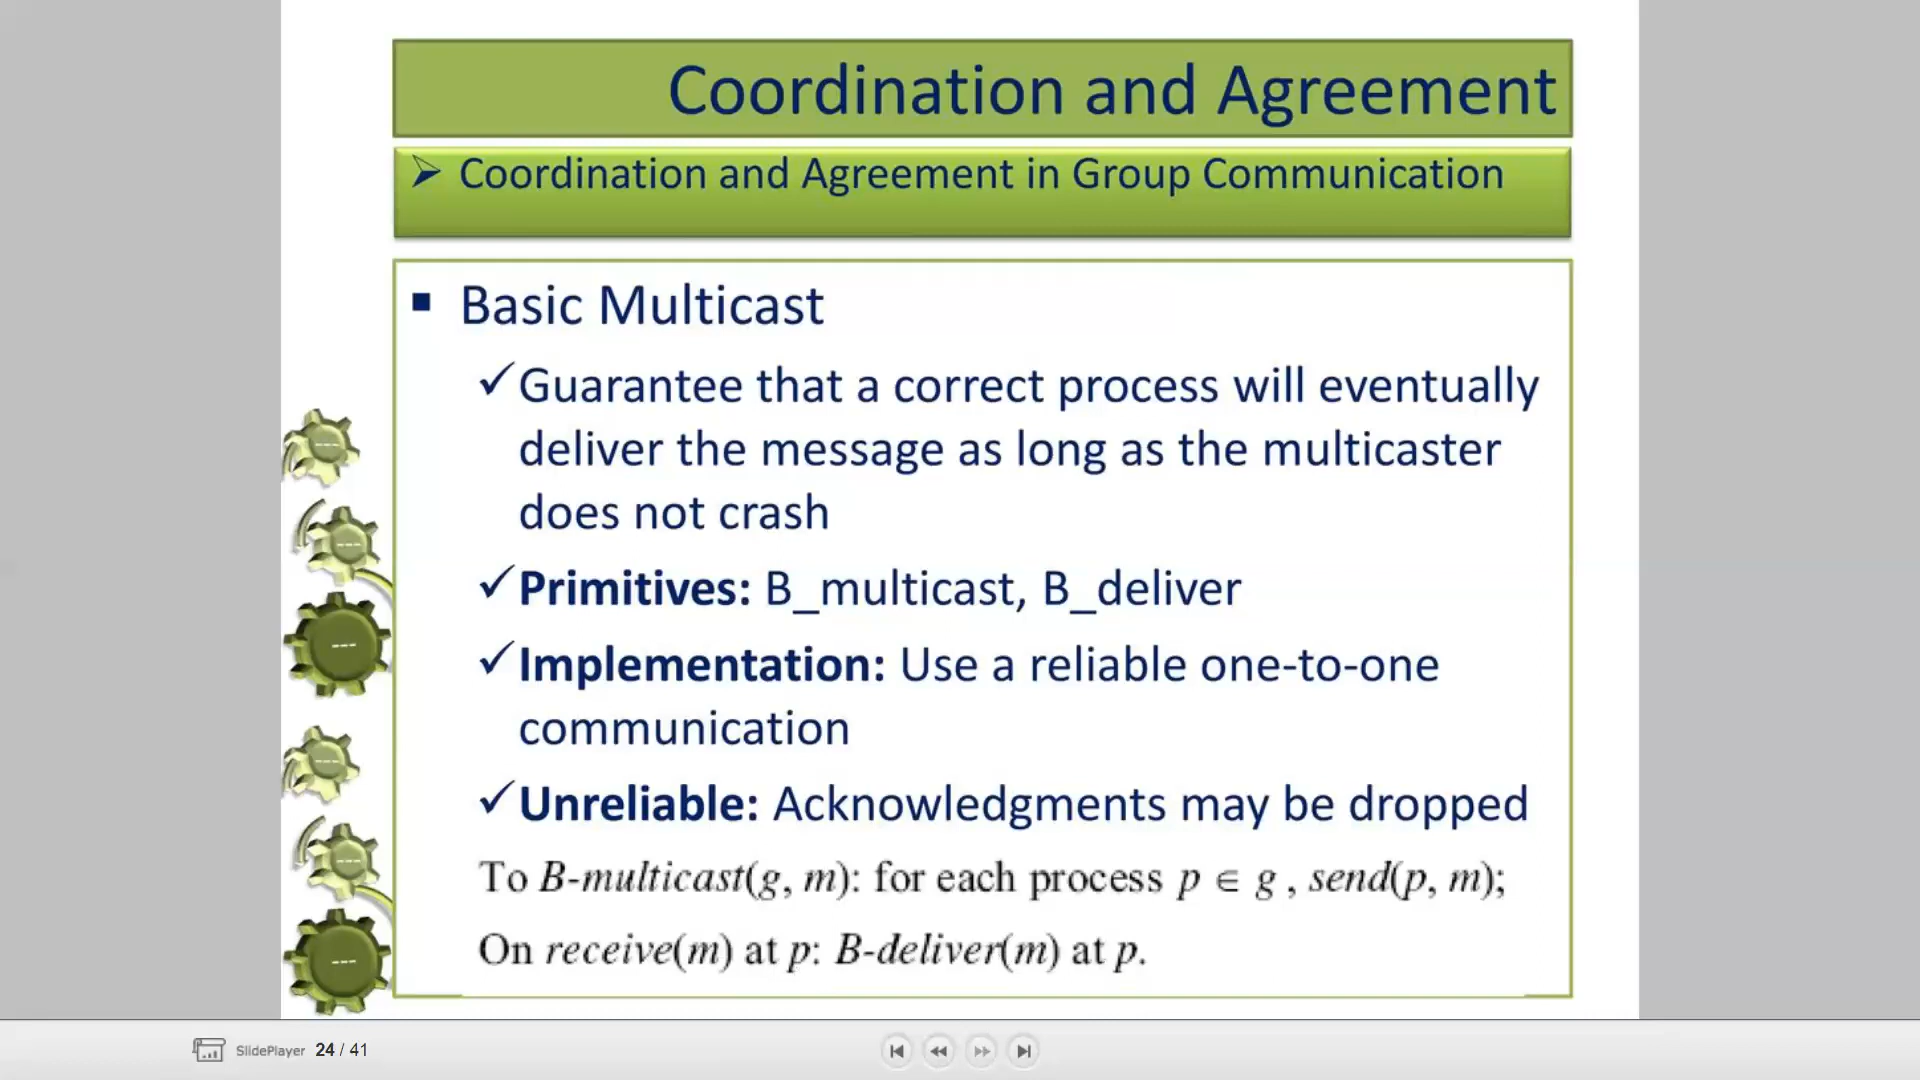 Coordination and Agreement
Coordination and Agreement in Group Communication
Basic Multicast
Guarantee that a correct process will eventually
deliver the message as long as the multicaster
does not crash
Primitives: B_multicast, B_deliver
Implementation: Use a reliable one-to-one
communication
Unreliable: Acknowledgments may be dropped
To B-multicast(g, m): for each process p ∈ g , send(p, m);
On receive(m) at p: B-deliver(m) at p.
---
---
---
---
---
---
SlidePlayer 24 / 41